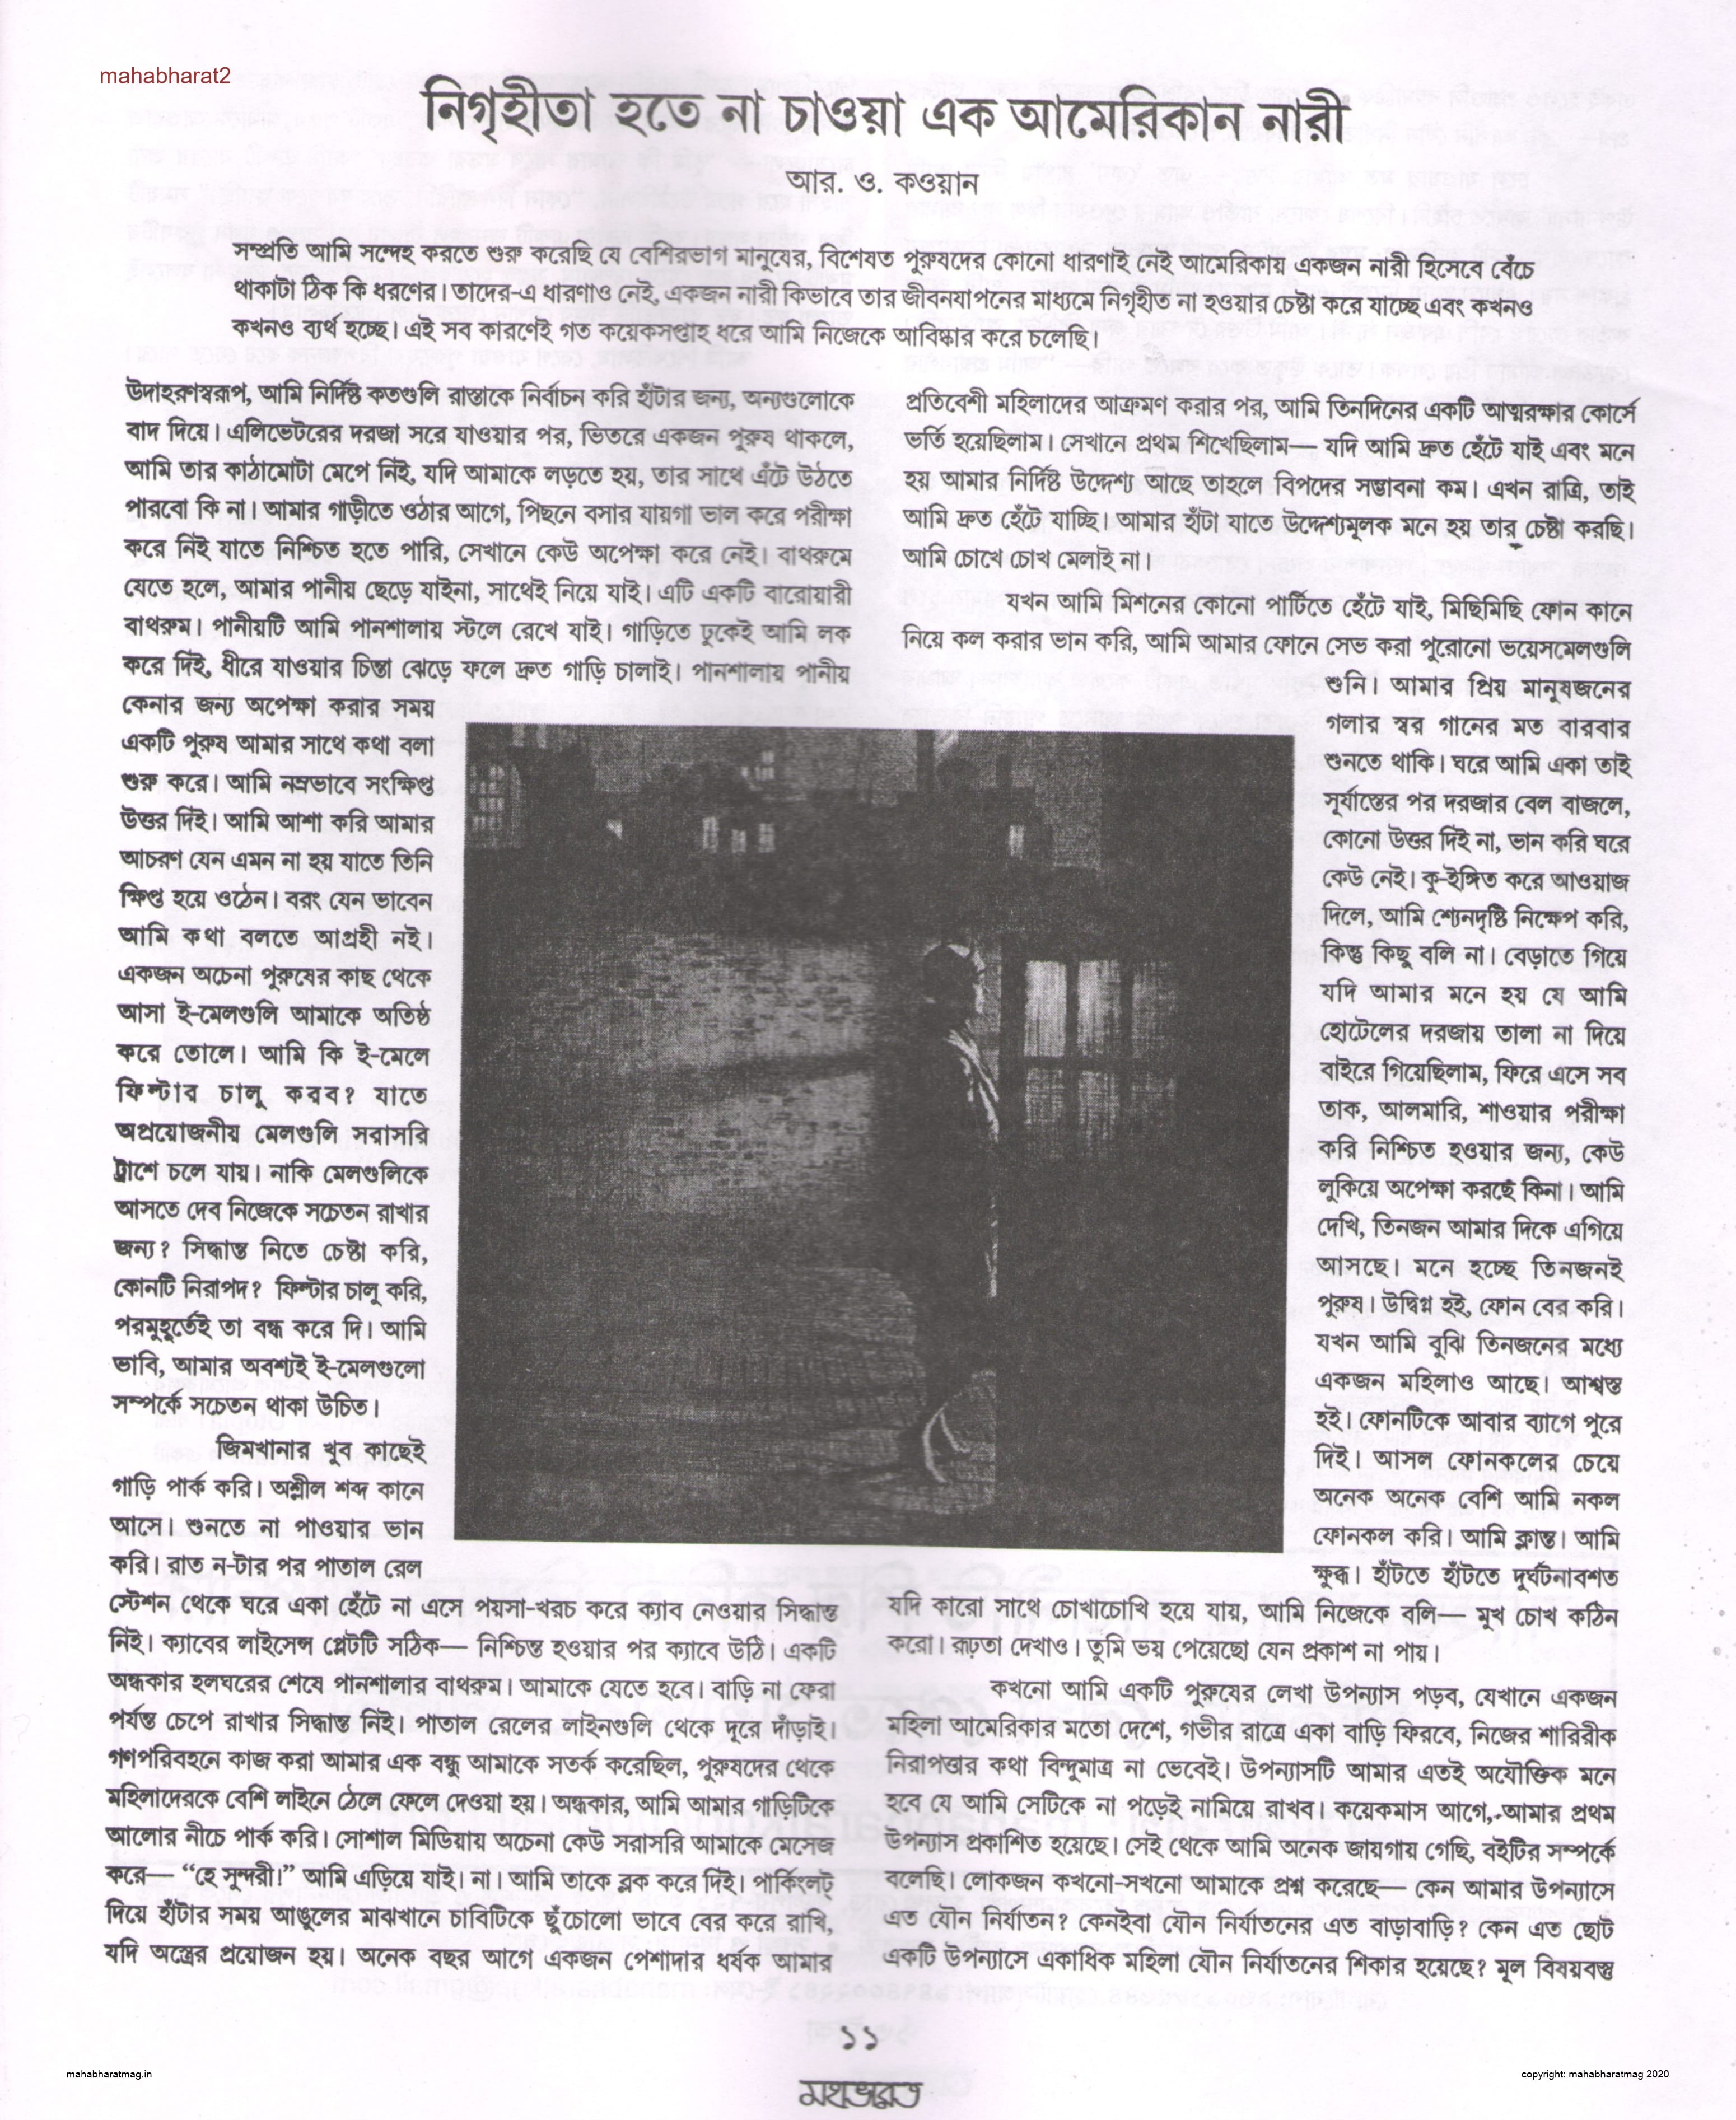 mahabharat2
নিগৃহীতা হতে না চাওয়া এক আমেরিকান নারী
আর. ও. কওয়ান
সম্প্রতি আমি সন্দেহ করতে শুরু করেছি যে বেশিরভাগ মানুষের, বিশেষত পুরুষদের কোনো ধারণাই নেই আমেরিকায় একজন নারী হিসেবে বেঁচে
থাকাটা ঠিক কি ধরণের। তাদের-এ ধারণাও নেই, একজন নারী কিভাবে তার জীবনযাপনের মাধ্যমে নিগৃহীত না হওয়ার চেষ্টা করে যাচ্ছে এবং কখনও
কখনও ব্যর্থ হচ্ছে। এই সব কারণেই গত কয়েকসপ্তাহ ধরে আমি নিজেকে আবিষ্কার করে চলেছি।
উদাহরণস্বরূপ, আমি নির্দিষ্ট কতগুলি রাস্তাকে নির্বাচন করি হাঁটার জন্য, অন্যগুলোকে
বাদ দিয়ে। এলিভেটরের দরজা সরে যাওয়ার পর, ভিতরে একজন পুরুষ থাকলে,
আমি তার কাঠামোটা মেপে নিই, যদি আমাকে লড়তে হয়, তার সাথে এঁটে উঠতে
পারবো কি না। আমার গাড়ীতে ওঠার আগে, পিছনে বসার যায়গা ভাল করে পরীক্ষা
করে নিই যাতে নিশ্চিত হতে পারি, সেখানে কেউ অপেক্ষা করে নেই। বাথরুমে
যেতে হলে, আমার পানীয় ছেড়ে যাইনা, সাথেই নিয়ে যাই। এটি একটি বারোয়ারী
বাথরুম। পানীয়টি আমি পানশালায় স্টলে রেখে যাই। গাড়িতে ঢুকেই আমি লক
করে দিই, ধীরে যাওয়ার চিন্তা ঝেড়ে ফলে দ্রুত গাড়ি চালাই। পানশালায় পানীয়
কেনার জন্য অপেক্ষা করার সময়
একটি পুরুষ আমার সাথে কথা বলা
শুরু করে। আমি নম্রভাবে সংক্ষিপ্ত
উত্তর দিই। আমি আশা করি আমার
আচরণ যেন এমন না হয় যাতে তিনি
ক্ষিপ্ত হয়ে ওঠেন। বরং যেন ভাবেন
আমি কথা বলতে আগ্রহী নই।
একজন অচেনা পুরুষের কাছ থেকে
আসা ই-মেলগুলি আমাকে অতিষ্ঠ
করে তোলে। আমি কি ই-মেলে
ফিল্টার চালু করব? যাতে
অপ্রয়োজনীয় মেলগুলি সরাসরি
ট্রাশে চলে যায়। নাকি মেলগুলিকে
আসতে দেব নিজেকে সচেতন রাখার
জন্য? সিদ্ধান্ত নিতে চেষ্টা করি,
কোনটি নিরাপদ? ফিল্টার চালু করি,
পরমুহূর্তেই তা বন্ধ করে দি। আমি
ভাবি, আমার অবশ্যই ই-মেলগুলো
সম্পর্কে সচেতন থাকা উচিত।
জিমখানার খুব কাছেই
গাড়ি পার্ক করি। অশ্লীল শব্দ কানে
আসে। শুনতে না পাওয়ার ভান
করি। রাত ন-টার পর পাতাল রেল
স্টেশন থেকে ঘরে একা হেঁটে না এসে পয়সা-খরচ করে ক্যাব নেওয়ার সিদ্ধান্ত
নিই। ক্যাবের লাইসেন্স প্লেটটি সঠিক— নিশ্চিন্ত হওয়ার পর ক্যাবে উঠি। একটি
অন্ধকার হলঘরের শেষে পানশালার বাথরুম। আমাকে যেতে হবে। বাড়ি না ফেরা
পর্যন্ত চেপে রাখার সিদ্ধান্ত নিই। পাতাল রেলের লাইনগুলি থেকে দূরে দাঁড়াই।
গণপরিবহনে কাজ করা আমার এক বন্ধু আমাকে সতর্ক করেছিল, পুরুষদের থেকে
মহিলাদেরকে বেশি লাইনে ঠেলে ফেলে দেওয়া হয়। অন্ধকার, আমি আমার গাড়িটিকে
আলোর নীচে পার্ক করি। সোশাল মিডিয়ায় অচেনা কেউ সরাসরি আমাকে মেসেজ
করে— “হে সুন্দরী!” আমি এড়িয়ে যাই। না। আমি তাকে ব্লক করে দিই। পার্কিংলট্
দিয়ে হাঁটার সময় আঙুলের মাঝখানে চাবিটিকে ছুঁচোলো ভাবে বের করে রাখি,
যদি অস্ত্রের প্রয়োজন হয়। অনেক বছর আগে একজন পেশাদার ধর্ষক আমার
প্রতিবেশী মহিলাদের আক্রমণ করার পর, আমি তিনদিনের একটি আত্মরক্ষার কোর্সে
ভর্তি হয়েছিলাম। সেখানে প্রথম শিখেছিলাম— যদি আমি দ্রুত হেঁটে যাই এবং মনে
হয় আমার নির্দিষ্ট উদ্দেশ্য আছে তাহলে বিপদের সম্ভাবনা কম। এখন রাত্রি, তাই
আমি দ্রুত হেঁটে যাচ্ছি। আমার হাঁটা যাতে উদ্দেশ্যমূলক মনে হয় তার চেষ্টা করছি।
আমি চোখে চোখ মেলাই না।
যখন আমি মিশনের কোনো পার্টিতে হেঁটে যাই, মিছিমিছি ফোন কানে
নিয়ে কল করার ভান করি, আমি আমার ফোনে সেভ করা পুরোনো ভয়েসমেলগুলি
শুনি। আমার প্রিয় মানুষজনের
গলার স্বর গানের মত বারবার
শুনতে থাকি। ঘরে আমি একা তাই
সূর্যাস্তের পর দরজার বেল বাজলে,
কোনো উত্তর দিই না, ভান করি ঘরে
কেউ নেই। কু-ইঙ্গিত করে আওয়াজ
দিলে, আমি শ্যেনদৃষ্টি নিক্ষেপ করি,
কিন্তু কিছু বলি না। বেড়াতে গিয়ে
যদি আমার মনে হয় যে আমি
হোটেলের দরজায় তালা না দিয়ে
বাইরে গিয়েছিলাম, ফিরে এসে সব
তাক, আলমারি, শাওয়ার পরীক্ষা
করি নিশ্চিত হওয়ার জন্য, কেউ
লুকিয়ে অপেক্ষা করছে কিনা। আমি
দেখি, তিনজন আমার দিকে এগিয়ে
আসছে। মনে হচ্ছে তিনজনই
পুরুষ। উদ্বিগ্ন হই, ফোন বের করি।
যখন আমি বুঝি তিনজনের মধ্যে
একজন মহিলাও আছে। আশ্বস্ত
হই। ফোনটিকে আবার ব্যাগে পুরে
দিই। আসল ফোনকলের চেয়ে
অনেক অনেক বেশি আমি নকল
ফোনকল করি। আমি ক্লান্ত। আমি
ক্ষুব্ধ। হাঁটতে হাঁটতে দুর্ঘটনাবশত
যদি কারো সাথে চোখাচোখি হয়ে যায়, আমি নিজেকে বলি— মুখ চোখ কঠিন
করো। রূঢ়তা দেখাও। তুমি ভয় পেয়েছো যেন প্রকাশ না পায়।
কখনো আমি একটি পুরুষের লেখা উপন্যাস পড়ব, যেখানে একজন
মহিলা আমেরিকার মতো দেশে, গভীর রাত্রে একা বাড়ি ফিরবে, নিজের শারিরীক
নিরাপত্তার কথা বিন্দুমাত্র না ভেবেই। উপন্যাসটি আমার এতই অযৌক্তিক মনে
হবে যে আমি সেটিকে না পড়েই নামিয়ে রাখব। কয়েকমাস আগে, আমার প্রথম
উপন্যাস প্রকাশিত হয়েছে। সেই থেকে আমি অনেক জায়গায় গেছি, বইটির সম্পর্কে
বলেছি। লোকজন কখনো-সখনো আমাকে প্রশ্ন করেছে— কেন আমার উপন্যাসে
এত যৌন নির্যাতন? কেনইবা যৌন নির্যাতনের এত বাড়াবাড়ি? কেন এত ছোট
একটি উপন্যাসে একাধিক মহিলা যৌন নির্যাতনের শিকার হয়েছে? মূল বিষয়বস্তু
১১
mahabharatmag.in
copyright: mahabharatmag 2020
মহাভারত